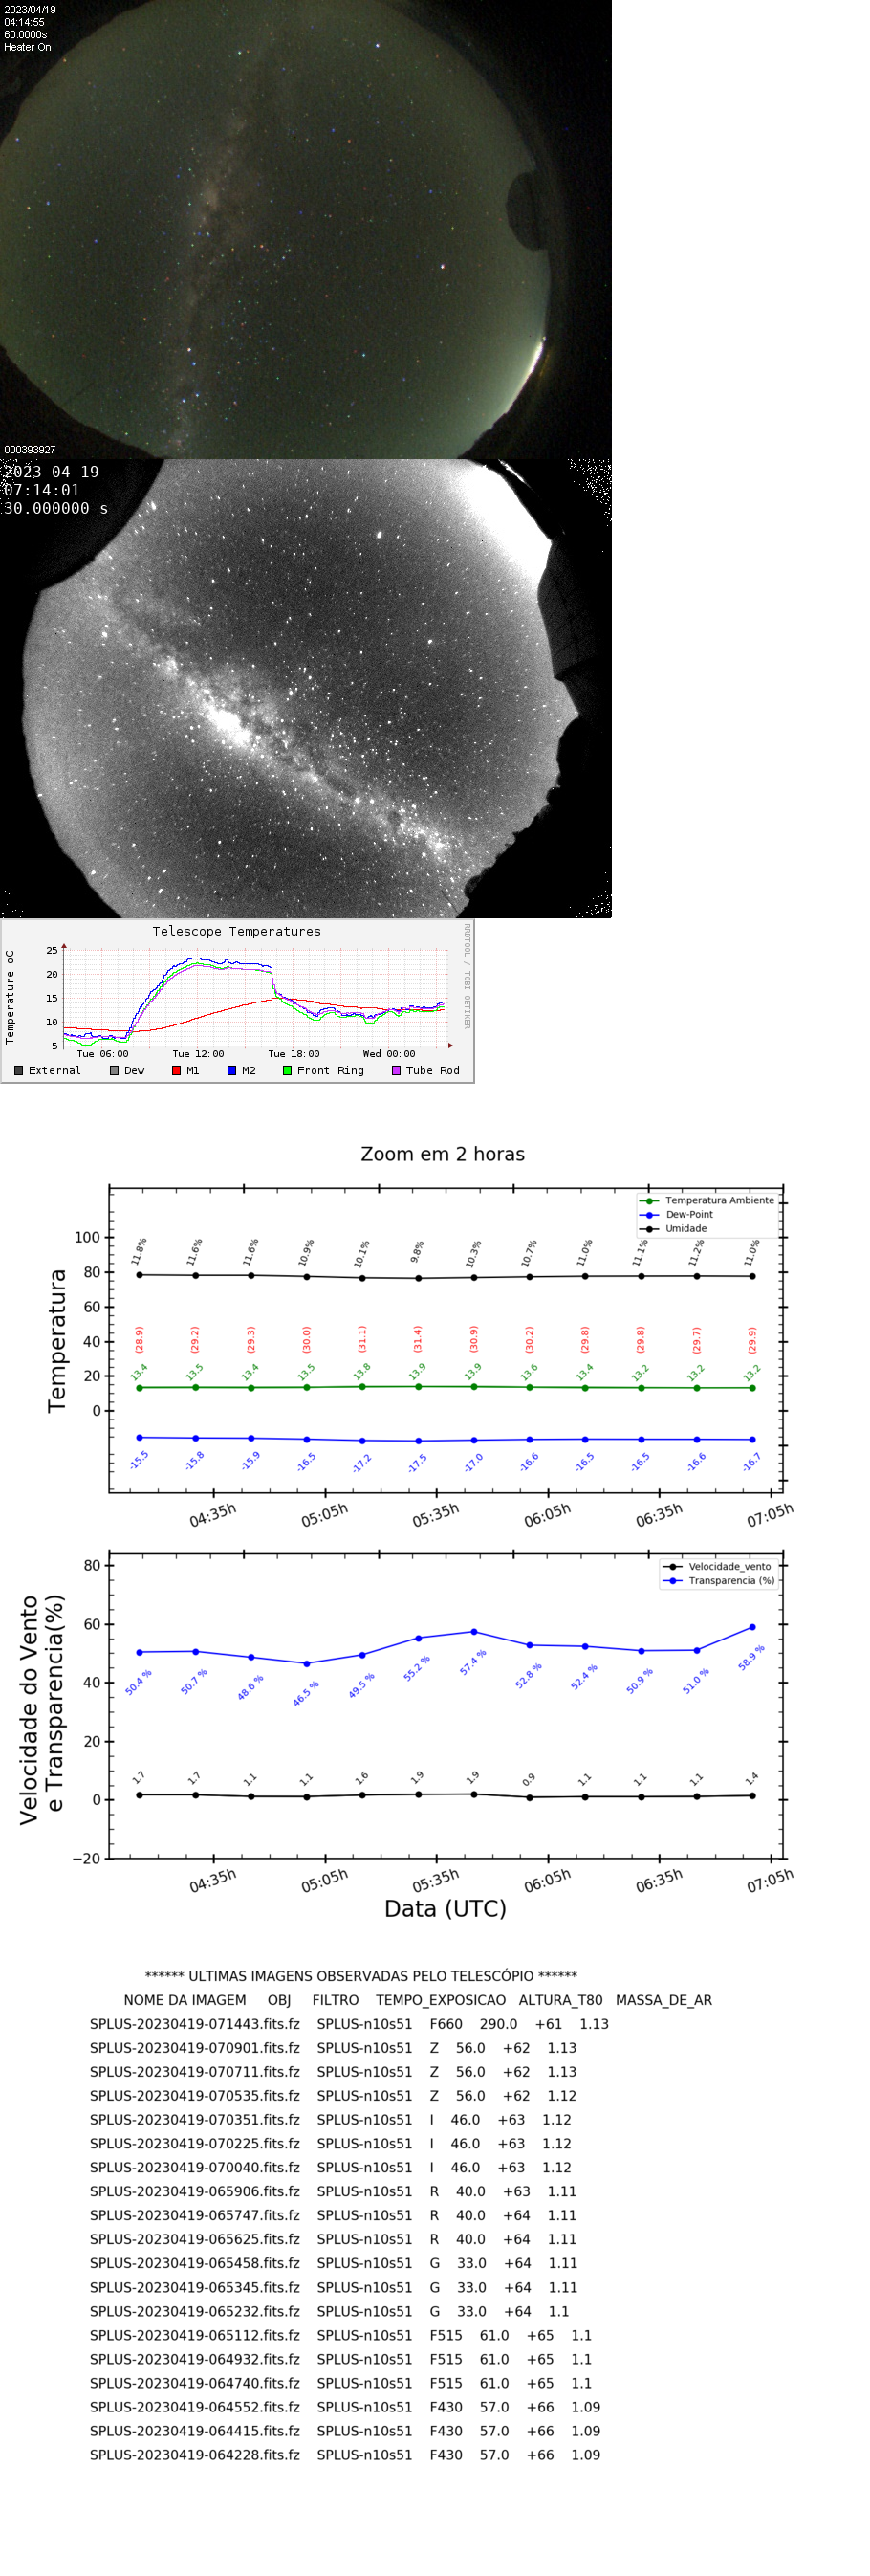 2023/04/19
04:14:55
60.0000s
Heater On
000393927
2023-04-19
07:14:01
30.000000 s
Telescope Temperatures
RRDTOOL / TOBI OETIKER
Temperature oC
25
20
15
10
5
Tue 06:00 Tue 12:00 Tue 18:00 Wed 00:00
External Dew M1 M2 Front Ring Tube Rod
Zoom em 2 horas
Temperatura Ambiente
Dew-Point
Umidade
Temperatura
100
80
60
40
20
0
11.8% 11.6% 11.6% 10.9% 10.1% 9.8% 10.3% 10.7% 11.0% 11.1% 11.2% 11.0%
(28.9) (29.2) (29.3) (30.0) (31.1) (31.4) (30.9) (30.2) (29.8) (29.8) (29.7) (29.9)
13.4 13.5 13.4 13.5 13.8 13.9 13.9 13.6 13.4 13.2 13.2 13.2
-15.5 -15.8 -15.9 -16.5 -17.2 -17.5 -17.0 -16.6 -16.5 -16.5 -16.6 -16.7
04:35h 05:05h 05:35h 06:05h 06:35h 07:05h
Velocidade_vento
Transparencia (%)
Velocidade do Vento
e Transparencia(%)
80
60
40
20
0
−20
50.4 % 50.7 % 48.6 % 46.5 % 49.5 % 55.2 % 57.4 % 52.8 % 52.4 % 50.9 % 51.0 % 58.9 %
1.7 1.7 1.1 1.1 1.6 1.9 1.9 0.9 1.1 1.1 1.1 1.4
04:35h 05:05h 05:35h 06:05h 06:35h 07:05h
Data (UTC)
****** ULTIMAS IMAGENS OBSERVADAS PELO TELESCÓPIO ******
NOME DA IMAGEM OBJ FILTRO TEMPO_EXPOSICAO ALTURA_T80 MASSA_DE_AR
SPLUS-20230419-071443.fits.fz SPLUS-n10s51 F660 290.0 +61 1.13
SPLUS-20230419-070901.fits.fz SPLUS-n10s51 Z 56.0 +62 1.13
SPLUS-20230419-070711.fits.fz SPLUS-n10s51 Z 56.0 +62 1.13
SPLUS-20230419-070535.fits.fz SPLUS-n10s51 Z 56.0 +62 1.12
SPLUS-20230419-070351.fits.fz SPLUS-n10s51 I 46.0 +63 1.12
SPLUS-20230419-070225.fits.fz SPLUS-n10s51 I 46.0 +63 1.12
SPLUS-20230419-070040.fits.fz SPLUS-n10s51 I 46.0 +63 1.12
SPLUS-20230419-065906.fits.fz SPLUS-n10s51 R 40.0 +63 1.11
SPLUS-20230419-065747.fits.fz SPLUS-n10s51 R 40.0 +64 1.11
SPLUS-20230419-065625.fits.fz SPLUS-n10s51 R 40.0 +64 1.11
SPLUS-20230419-065458.fits.fz SPLUS-n10s51 G 33.0 +64 1.11
SPLUS-20230419-065345.fits.fz SPLUS-n10s51 G 33.0 +64 1.11
SPLUS-20230419-065232.fits.fz SPLUS-n10s51 G 33.0 +64 1.1
SPLUS-20230419-065112.fits.fz SPLUS-n10s51 F515 61.0 +65 1.1
SPLUS-20230419-064932.fits.fz SPLUS-n10s51 F515 61.0 +65 1.1
SPLUS-20230419-064740.fits.fz SPLUS-n10s51 F515 61.0 +65 1.1
SPLUS-20230419-064552.fits.fz SPLUS-n10s51 F430 57.0 +66 1.09
SPLUS-20230419-064415.fits.fz SPLUS-n10s51 F430 57.0 +66 1.09
SPLUS-20230419-064228.fits.fz SPLUS-n10s51 F430 57.0 +66 1.09